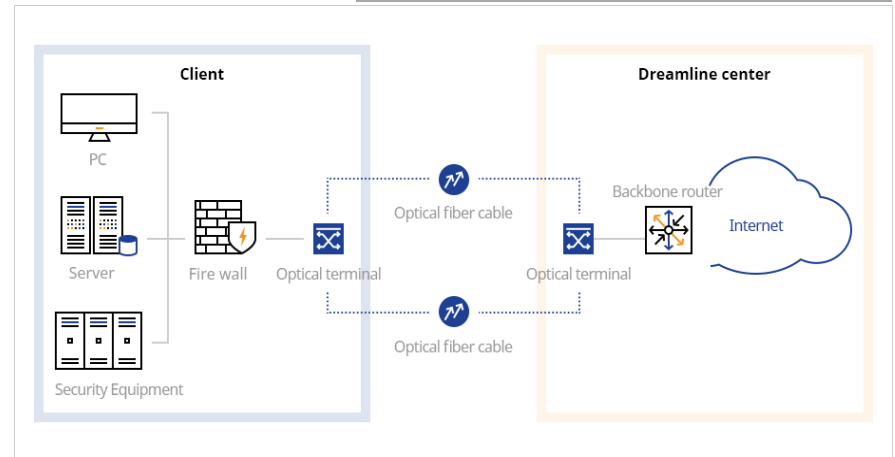 Client
Dreamline center
PC
Optical fiber cable
Backbone router
Internet
Server
Fire wall
Optical terminal
Optical terminal
Optical fiber cable
Security Equipment